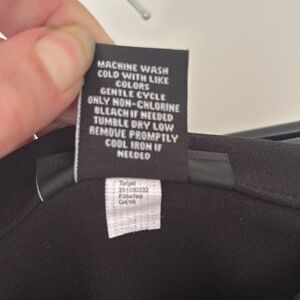 MACHINE WASH
COLD WITH LIKE
COLORS
GENTLE CYCLE
ONLY NON-CHLORINE
BLEACH IF NEEDED
TUMBLE DRY LOW
REMOVE PROMPTLY
COOL IRON IF
NEEDED
Target